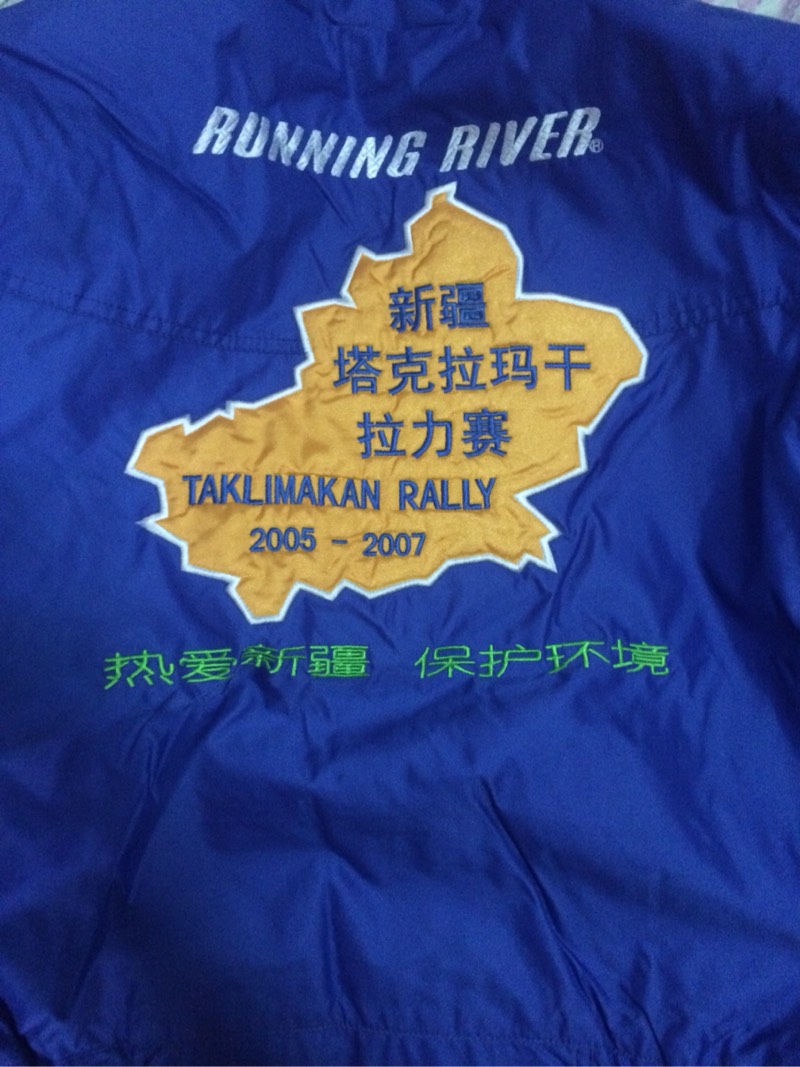 RUNNING RIVER®
新疆
塔克拉玛干
拉力赛
TAKLIMAKAN RALLY
2005 - 2007
热爱新疆 保护环境